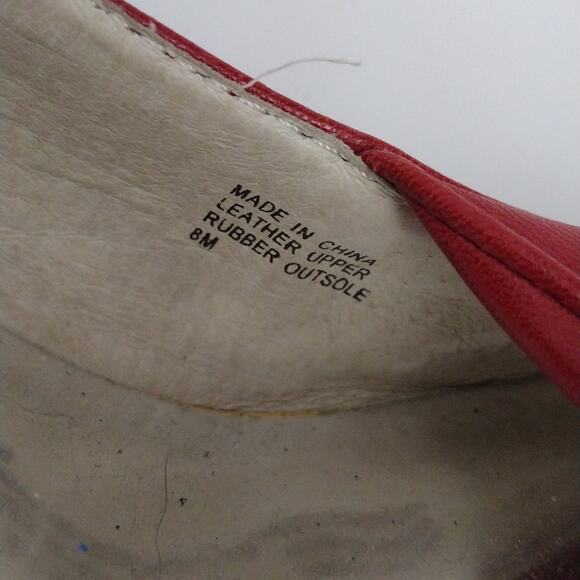 MADE IN CHINA
LEATHER UPPER
RUBBER OUTSOLE
8M